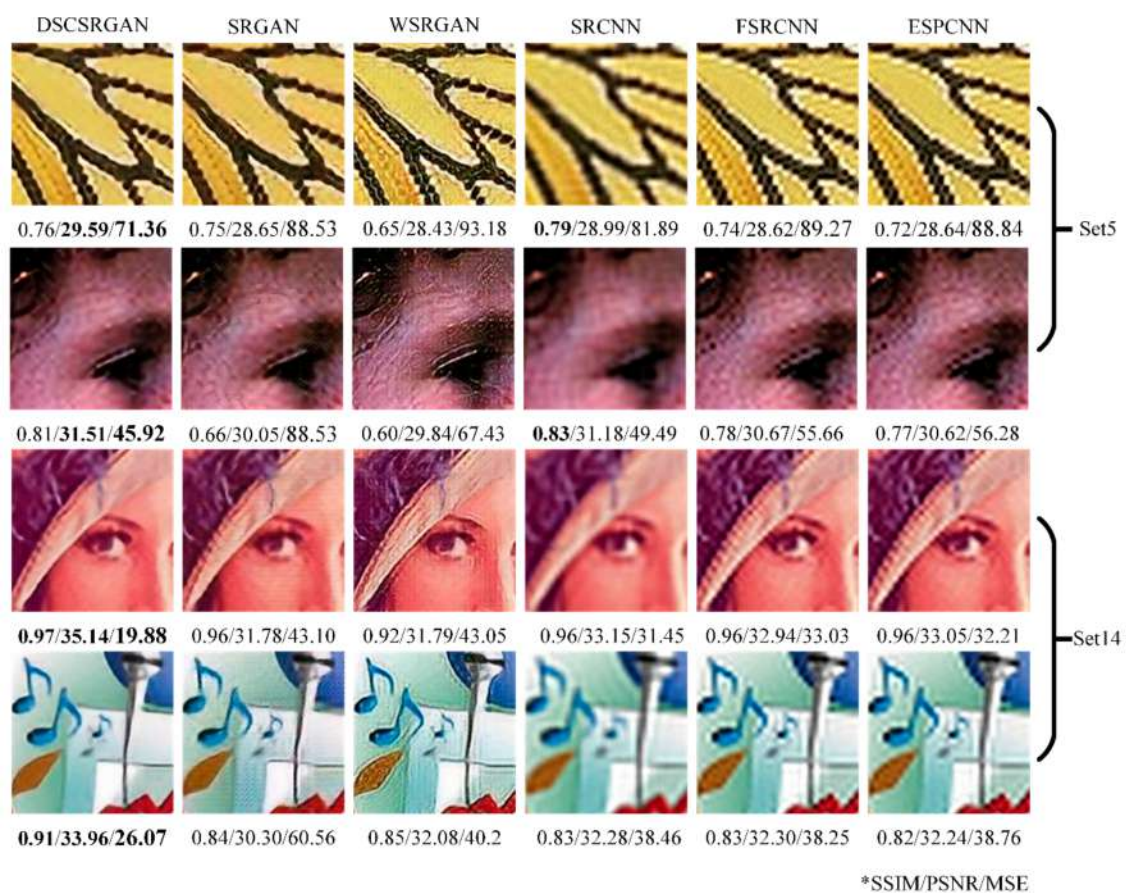 DSCSRGAN SRGAN WSRGAN SRCNN FSRCNN ESPCNN
0.76/29.59/71.36 0.75/28.65/88.53 0.65/28.43/93.18 0.79/28.99/81.89 0.74/28.62/89.27 0.72/28.64/88.84
Set5
0.81/31.51/45.92 0.66/30.05/88.53 0.60/29.84/67.43 0.83/31.18/49.49 0.78/30.67/55.66 0.77/30.62/56.28
0.97/35.14/19.88 0.96/31.78/43.10 0.92/31.79/43.05 0.96/33.15/31.45 0.96/32.94/33.03 0.96/33.05/32.21
Set14
0.91/33.96/26.07 0.84/30.30/60.56 0.85/32.08/40.2 0.83/32.28/38.46 0.83/32.30/38.25 0.82/32.24/38.76
*SSIM/PSNR/MSE